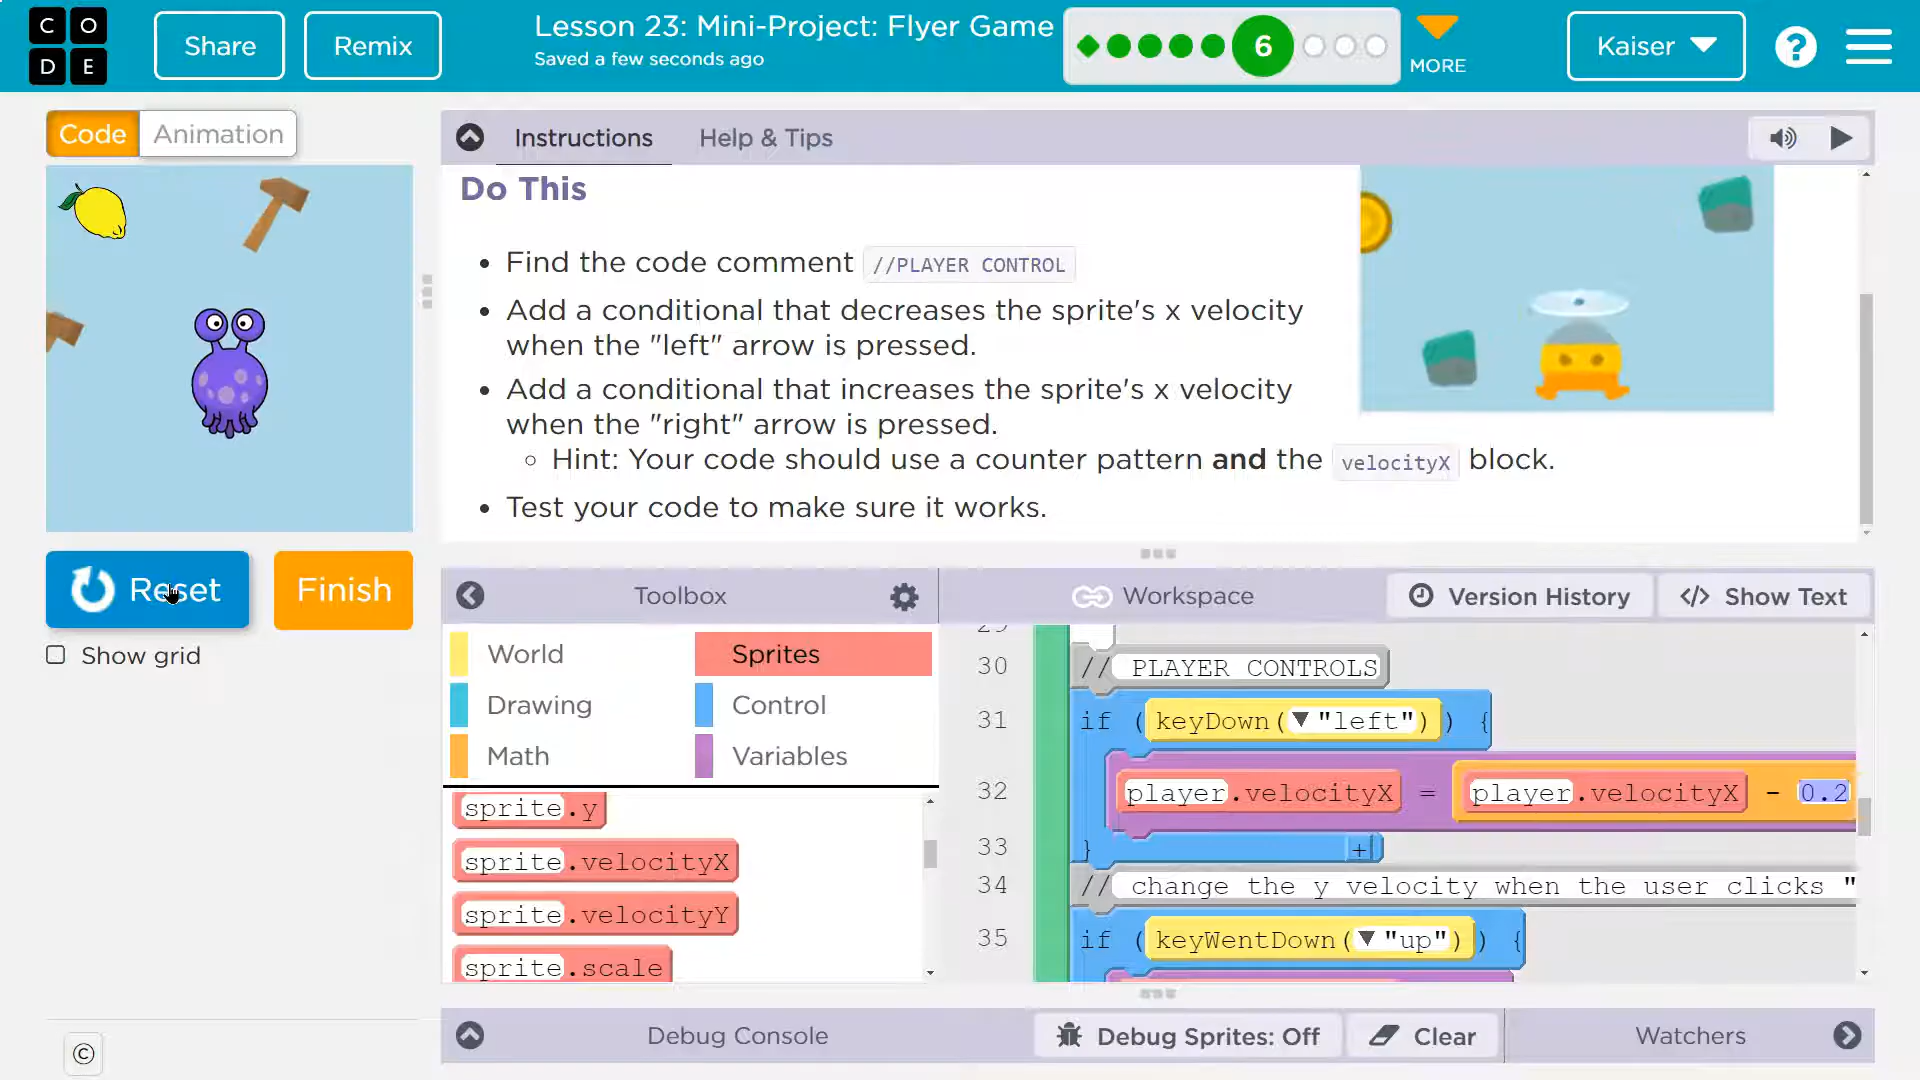 C O
D E
Share
Remix
Lesson 23: Mini-Project: Flyer Game
Saved a few seconds ago
6
MORE
Kaiser
?
Code
Animation
Instructions
Help & Tips
Do This
Find the code comment //PLAYER CONTROL
Add a conditional that decreases the sprite's x velocity
when the "left" arrow is pressed.
Add a conditional that increases the sprite's x velocity
when the "right" arrow is pressed.
Hint: Your code should use a counter pattern and the velocityX block.
Test your code to make sure it works.
Reset
Finish
Show grid
Toolbox
World
Sprites
Drawing
Control
Math
Variables
sprite.y
sprite.velocityX
sprite.velocityY
sprite.scale
Workspace
Version History
</> Show Text
29
30 // PLAYER CONTROLS
31 if (keyDown(▼"left")) {
32 player.velocityX = player.velocityX - 0.2
33 } +
34 // change the y velocity when the user clicks "
35 if (keyWentDown(▼"up")) {
©
Debug Console
Debug Sprites: Off
Clear
Watchers